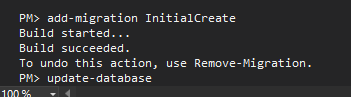 PM> add-migration InitialCreate
Build started...
Build succeeded.
To undo this action, use Remove-Migration.
PM> update-database
100 %